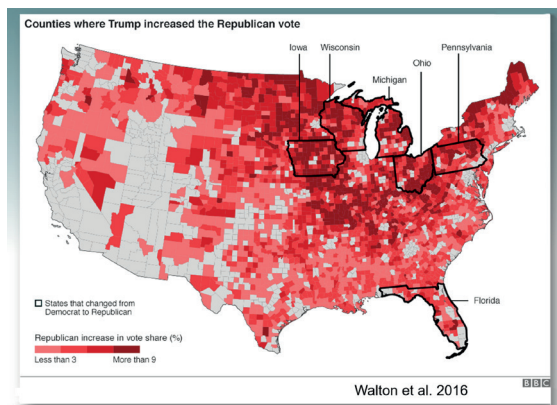 Counties where Trump increased the Republican vote
Iowa Wisconsin Pennsylvania
Ohio
Michigan
Florida
States that changed from
Democrat to Republican
Republican increase in vote share (%)
Less than 3 More than 9
BBC
Walton et al. 2016